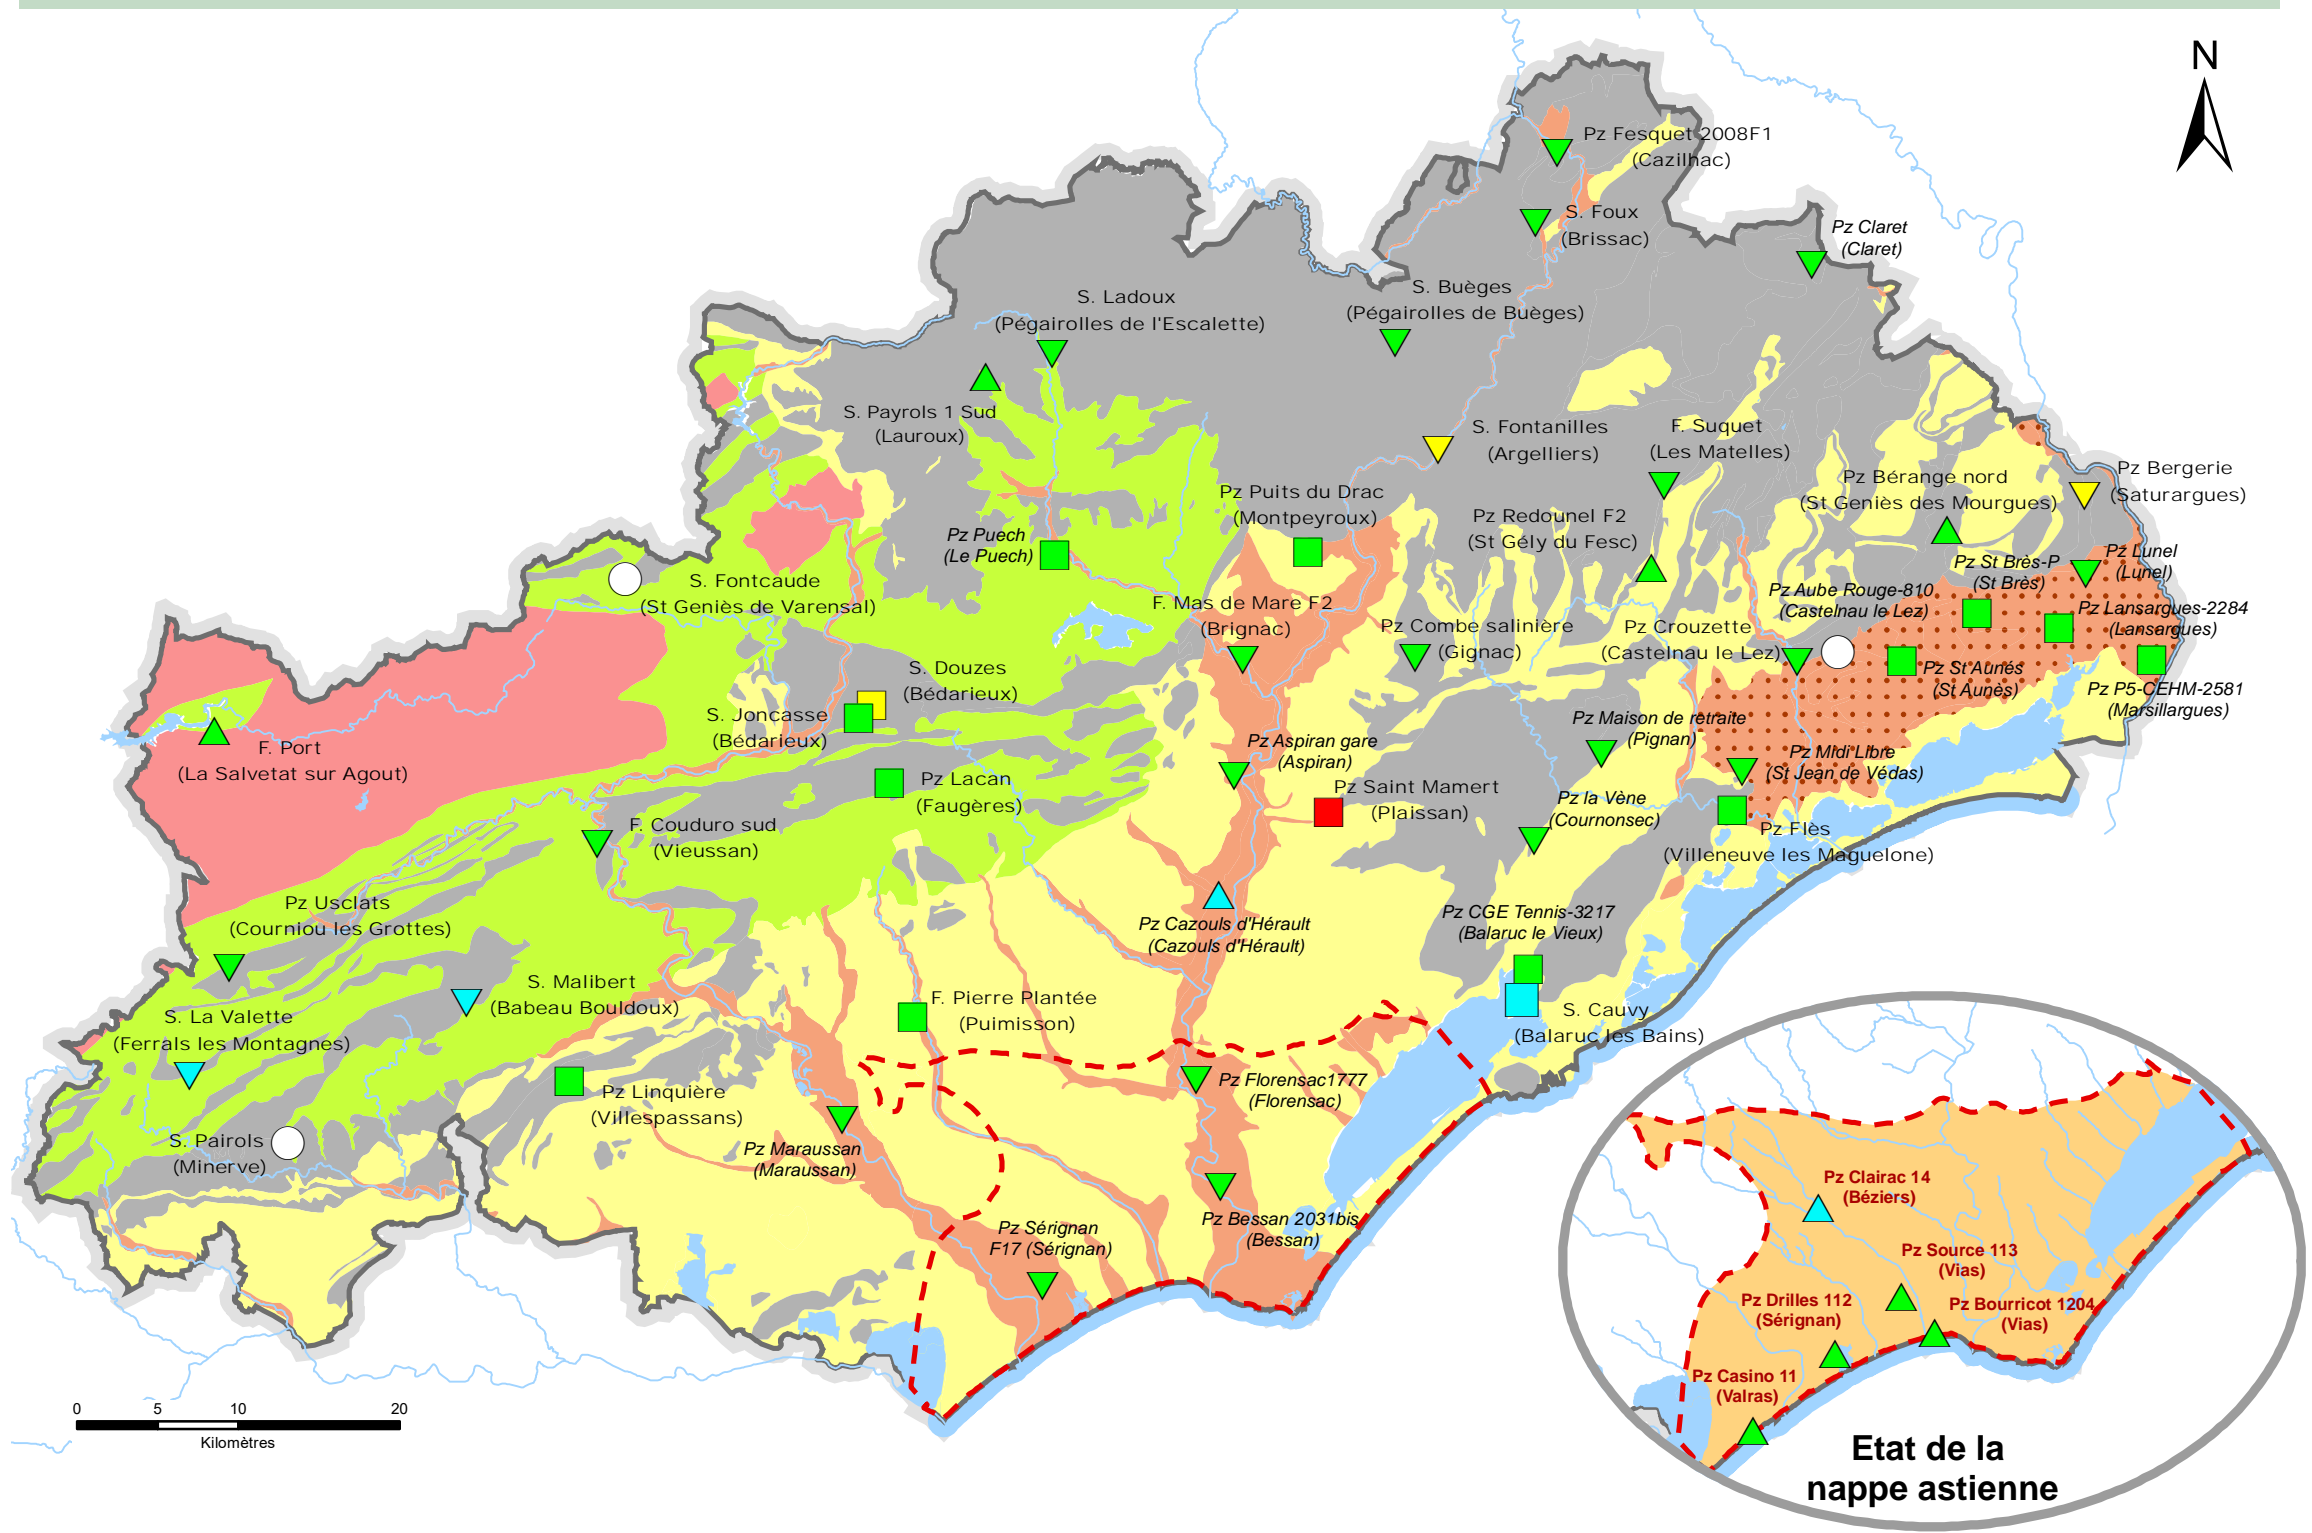 N
Pz Fesquet 2008F1
(Cazilhac)
S. Foux
(Brissac)
Pz Claret
(Claret)
S. Ladoux
(Pégairolles de l'Escalette)
S. Buèges
(Pégairolles de Buèges)
S. Payrols 1 Sud
(Lauroux)
S. Fontanilles
(Argelliers)
F. Suquet
(Les Matelles)
Pz Bérange nord
(St Geniès des Mourgues)
Pz Bergerie
(Saturargues)
Pz Puits du Drac
(Montpeyroux)
Pz Redounel F2
(St Gély du Fesc)
Pz Puech
(Le Puech)
Pz St Brès-P
(St Brès)
Pz Lunel
(Lunel)
S. Fontcaude
(St Geniès de Varensal)
Pz Aube Rouge-810
(Castelnau le Lez)
F. Mas de Mare F2
(Brignac)
Pz Lansargues-2284
(Lansargues)
Pz Combe salinière
(Gignac)
Pz Crouzette
(Castelnau le Lez)
S. Douzes
(Bédarieux)
Pz St Aunés
(St Aunès)
Pz P5-CEHM-2581
(Marsillargues)
S. Joncasse
(Bédarieux)
Pz Maison de retraite
(Pignan)
F. Port
(La Salvetat sur Agout)
Pz Aspiran gare
(Aspiran)
Pz Midi Libre
(St Jean de Védas)
Pz Lacan
(Faugères)
Pz Saint Mamert
(Plaissan)
Pz la Vène
(Cournonsec)
F. Couduro sud
(Vieussan)
Pz Flès
(Villeneuve les Maguelone)
Pz Usclats
(Courniou les Grottes)
Pz Cazouls d'Hérault
(Cazouls d'Hérault)
Pz CGE Tennis-3217
(Balaruc le Vieux)
S. Malibert
(Babeau Bouldoux)
F. Pierre Plantée
(Puimisson)
S. La Valette
(Ferrals les Montagnes)
S. Cauvy
(Balaruc les Bains)
Pz Linquière
(Villespassans)
Pz Florensac1777
(Florensac)
S. Pairols
(Minerve)
Pz Maraussan
(Maraussan)
Pz Sérignan
F17 (Sérignan)
Pz Bessan 2031bis
(Bessan)
Pz Clairac 14
(Béziers)
Pz Source 113
(Vias)
Pz Drilles 112
(Sérignan)
Pz Bourricot 1204
(Vias)
Pz Casino 11
(Valras)
0 5 10 20
Kilomètres
Etat de la
nappe astienne